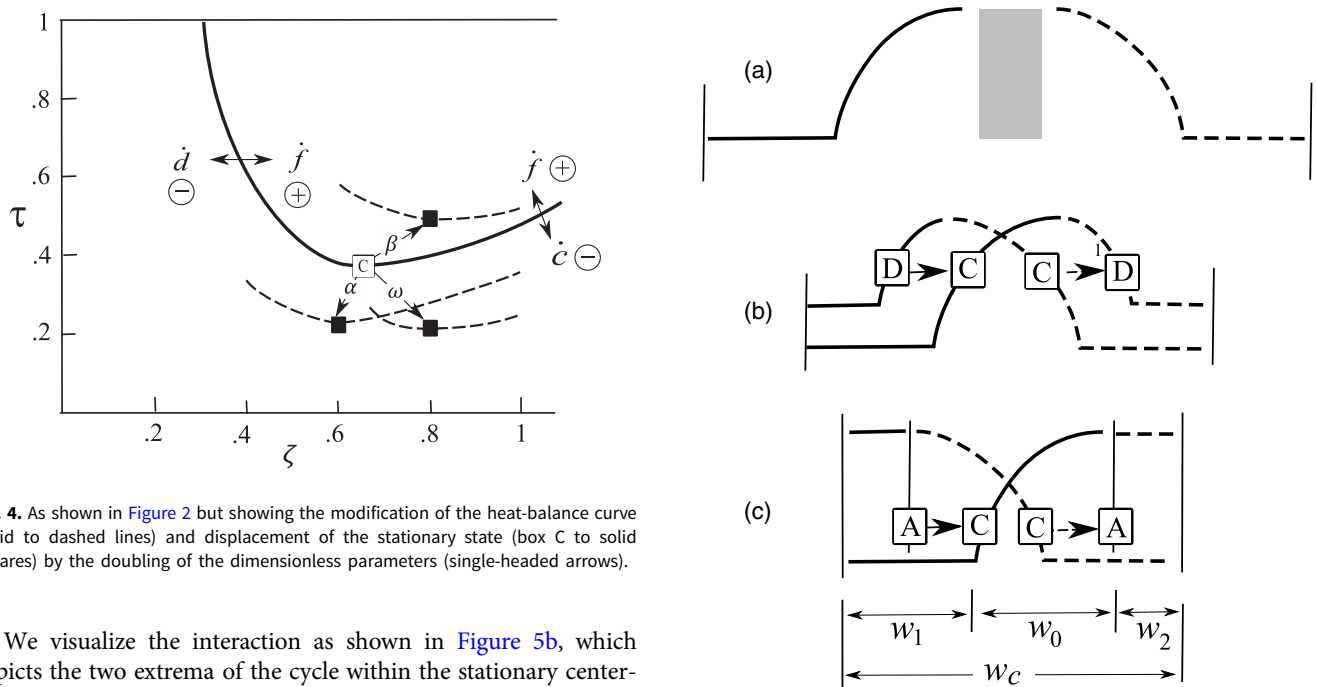 1
.8
.6
.4
.2
τ
ḋ
−
ḟ
+
ḟ +
ċ −
β
C
α
ω
.2
.4
.6
.8
1
ζ
4. As shown in Figure 2 but showing the modification of the heat-balance curve
to dashed lines) and displacement of the stationary state (box C to solid
by the doubling of the dimensionless parameters (single-headed arrows).
We visualize the interaction as shown in Figure 5b, which
the two extrema of the cycle within the stationary center-
(a)
(b)
D
C
C
1
D
(c)
A
C
C
A
w1
w0
w2
wC